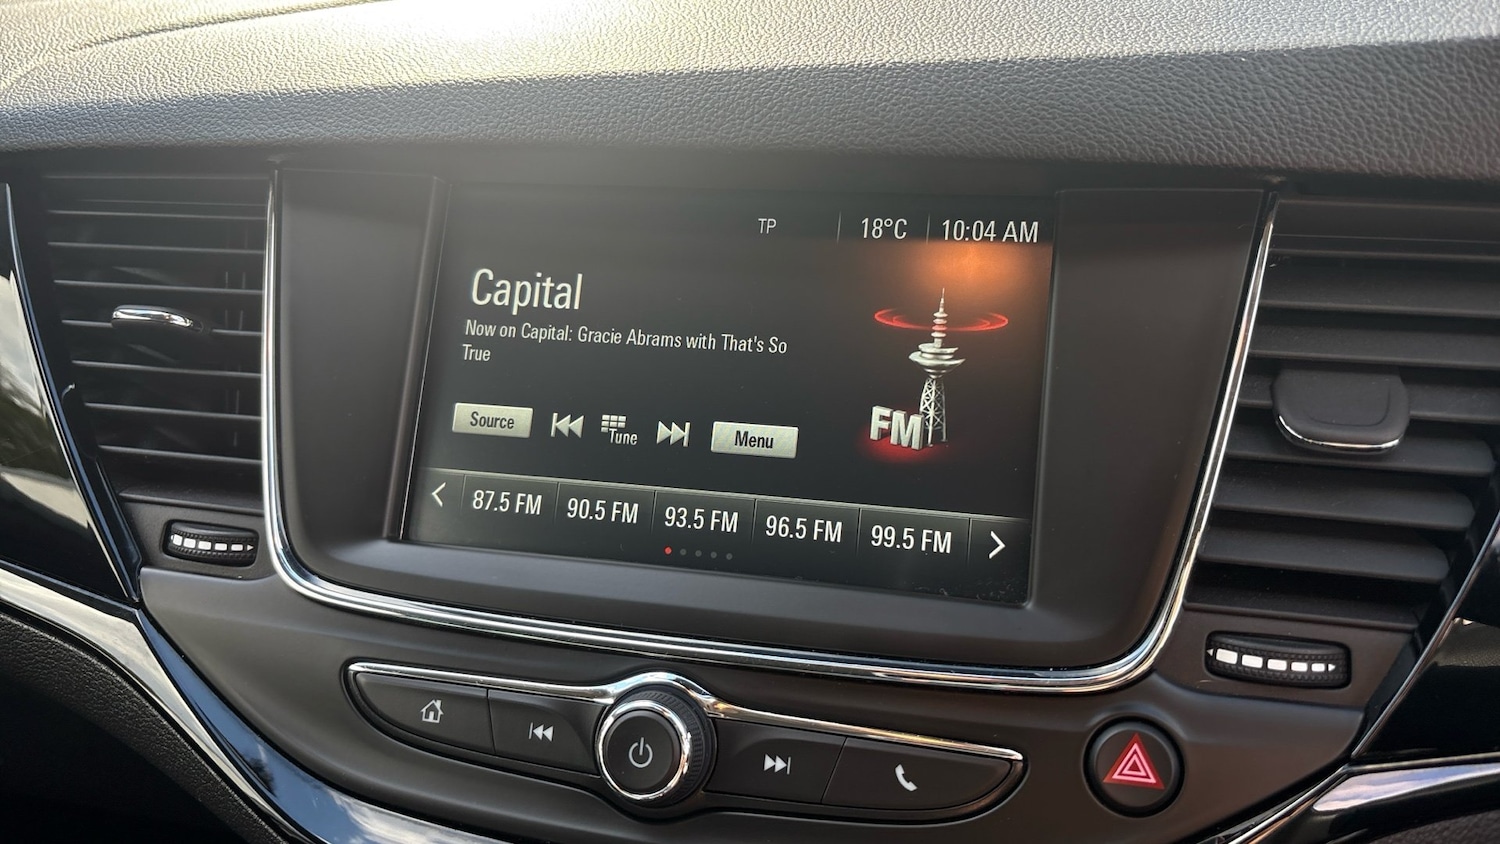 TP 18°C 10:04 AM
Capital
Now on Capital: Gracie Abrams with That's So
True
FM
Source Tune Menu
87.5 FM 90.5 FM 93.5 FM 96.5 FM 99.5 FM